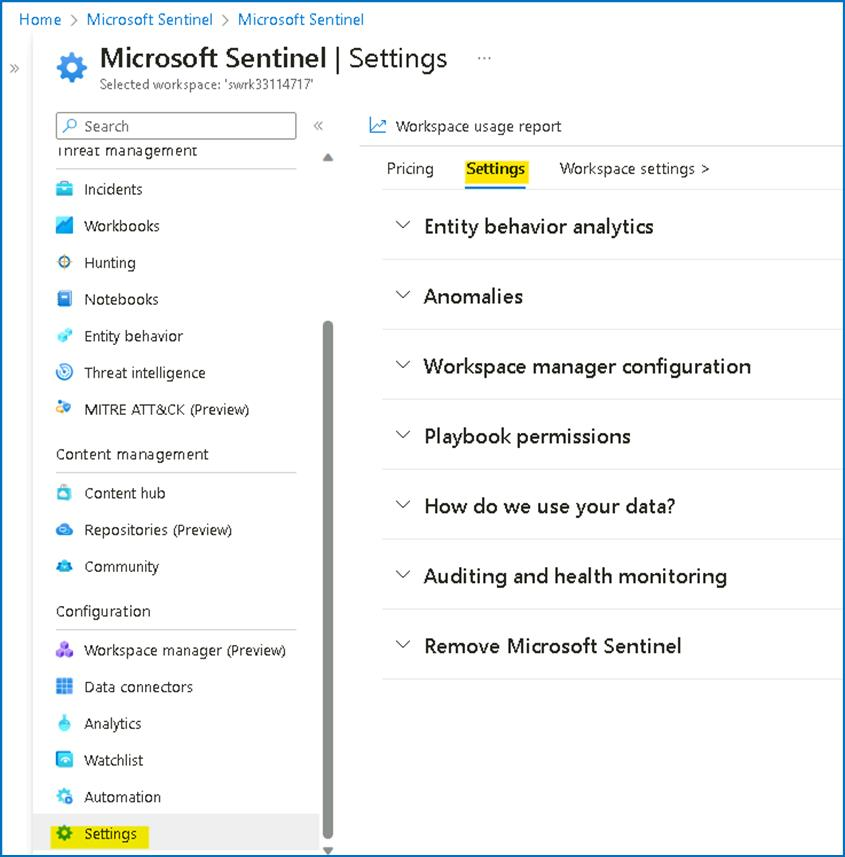 Home > Microsoft Sentinel > Microsoft Sentinel
»
Microsoft Sentinel | Settings ...
Selected workspace: 'swrk33114717'
Search
«
Threat management
Incidents
Workbooks
Hunting
Notebooks
Entity behavior
Threat intelligence
MITRE ATT&CK (Preview)
Content management
Content hub
Repositories (Preview)
Community
Configuration
Workspace manager (Preview)
Data connectors
Analytics
Watchlist
Automation
Settings
Workspace usage report
Pricing Settings Workspace settings >
Entity behavior analytics
Anomalies
Workspace manager configuration
Playbook permissions
How do we use your data?
Auditing and health monitoring
Remove Microsoft Sentinel